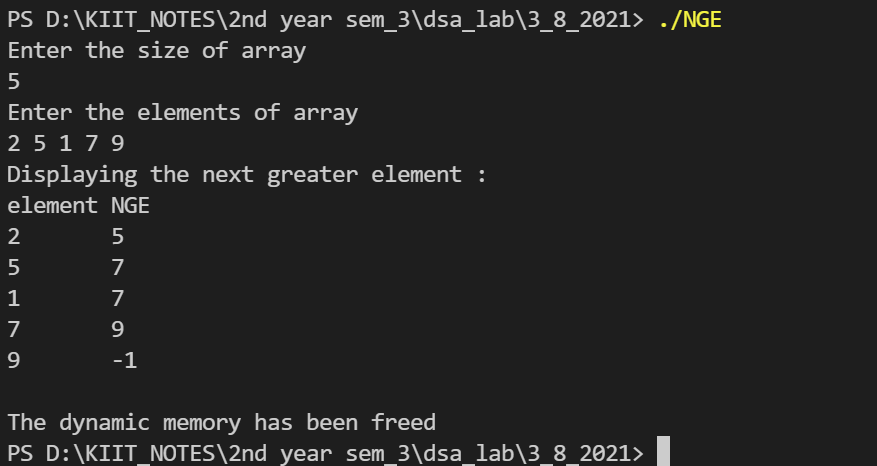 PS D:\KIIT_NOTES\2nd year sem_3\dsa_lab\3_8_2021> ./NGE
Enter the size of array
5
Enter the elements of array
2 5 1 7 9
Displaying the next greater element :
element NGE
2       5
5       7
1       7
7       9
9       -1
The dynamic memory has been freed
PS D:\KIIT_NOTES\2nd year sem_3\dsa_lab\3_8_2021>